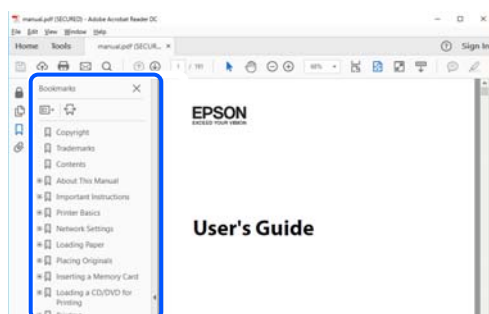 manual.pdf (SECURED) - Adobe Acrobat Reader DC
File Edit View Window Help
Home Tools manual.pdf (SECUR... ×
Sign In
1 / 191
Bookmarks
Copyright
Trademarks
Contents
About This Manual
Important Instructions
Printer Basics
Network Settings
Loading Paper
Placing Originals
Inserting a Memory Card
Loading a CD/DVD for
Printing
EPSON
EXCEED YOUR VISION
User's Guide